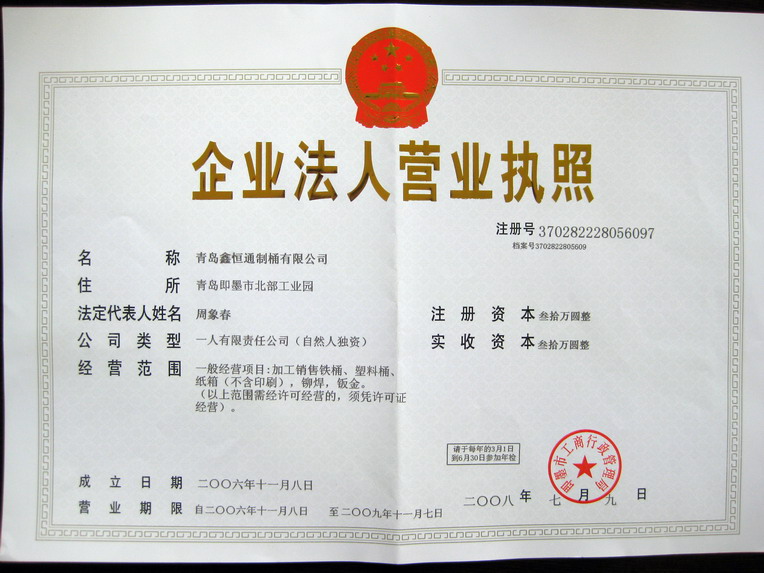 企业法人营业执照
注册号370282228056097
档案号3702822805609
名 称 青岛鑫恒通制桶有限公司
住 所 青岛即墨市北部工业园
法定代表人姓名 周象春
注 册 资 本 叁拾万圆整
公 司 类 型 一人有限责任公司（自然人独资）
实 收 资 本 叁拾万圆整
经 营 范 围 一般经营项目:加工销售铁桶、塑料桶、
纸箱（不含印刷），铆焊，钣金。
（以上范围需经许可经营的，须凭许可证
经营）。
请于每年的3月1日
到6月30日参加年检
即墨市工商行政管理局
成 立 日 期 二〇〇六年十一月八日
二〇〇八 年 七 月 九 日
营 业 期 限 自二〇〇六年十一月八日 至二〇〇九年十一月七日